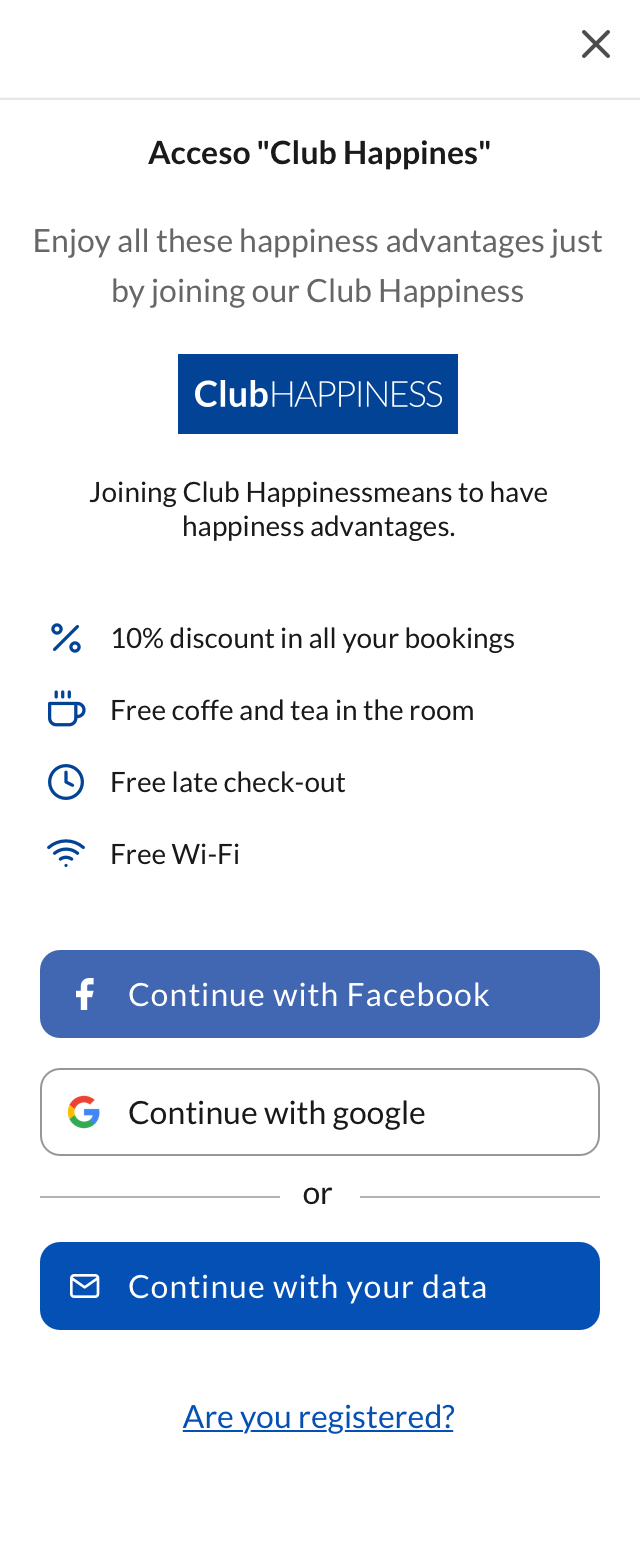 Acceso "Club Happines"
Enjoy all these happiness advantages just
by joining our Club Happiness
ClubHAPPINESS
Joining Club Happinessmeans to have
happiness advantages.
10% discount in all your bookings
Free coffe and tea in the room
Free late check-out
Free Wi-Fi
Continue with Facebook
Continue with google
or
Continue with your data
Are you registered?